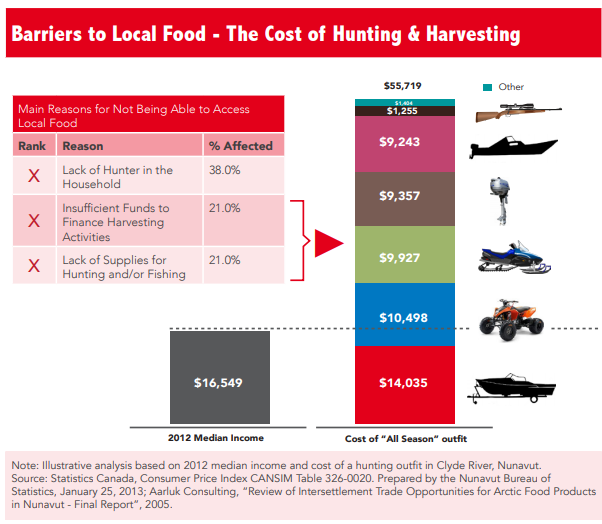 Barriers to Local Food - The Cost of Hunting & Harvesting
Main Reasons for Not Being Able to Access
Local Food
Rank Reason % Affected
X Lack of Hunter in the 38.0%
Household
X Insufficient Funds to 21.0%
Finance Harvesting
Activities
X Lack of Supplies for 21.0%
Hunting and/or Fishing
$55,719
Other
$1,404
$1,255
$9,243
$9,357
$9,927
$10,498
$14,035
$16,549
2012 Median Income
Cost of "All Season" outfit
Note: Illustrative analysis based on 2012 median income and cost of a hunting outfit in Clyde River, Nunavut.
Source: Statistics Canada, Consumer Price Index CANSIM Table 326-0020. Prepared by the Nunavut Bureau of
Statistics, January 25, 2013; Aarluk Consulting, "Review of Intersettlement Trade Opportunities for Arctic Food Products
in Nunavut - Final Report", 2005.